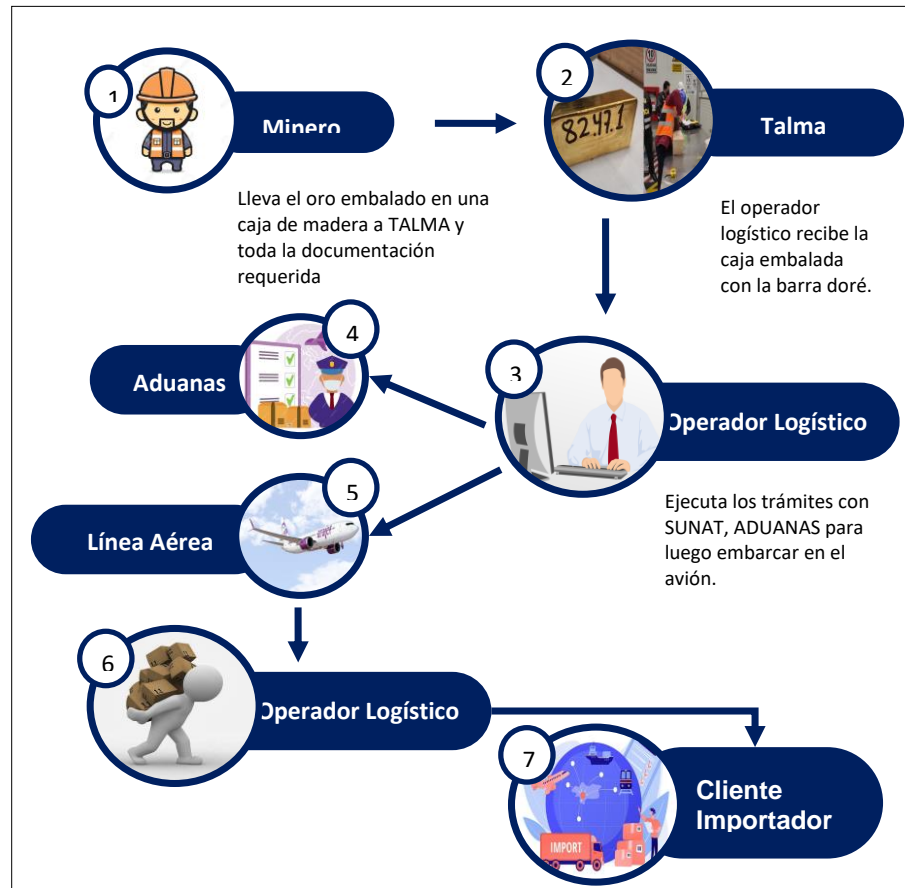 1
Minero
Lleva el oro embalado en una
caja de madera a TALMA y
toda la documentación
requerida
2
82.47.1
Talma
El operador
logístico recibe la
caja embalada
con la barra doré.
3
Operador Logístico
Ejecuta los trámites con
SUNAT, ADUANAS para
luego embarcar en el
avión.
4
Aduanas
5
Línea Aérea
6
Operador Logístico
7
IMPORT
Cliente
Importador